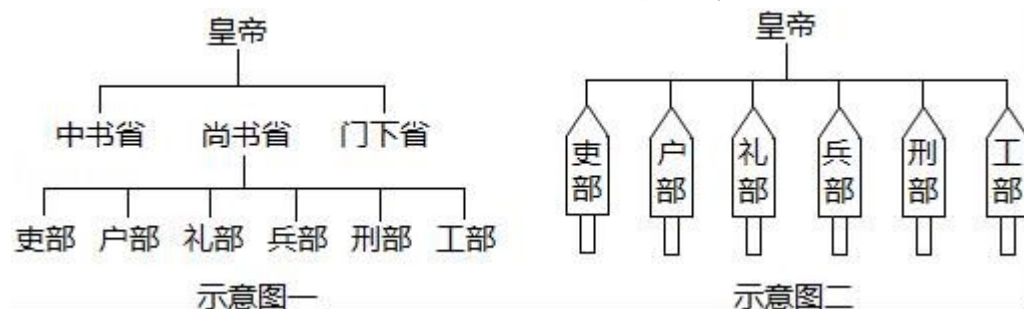 皇帝
中书省 尚书省 门下省
吏部 户部 礼部 兵部 刑部 工部
示意图一
皇帝
吏部 户部 礼部 兵部 刑部 工部
示意图二